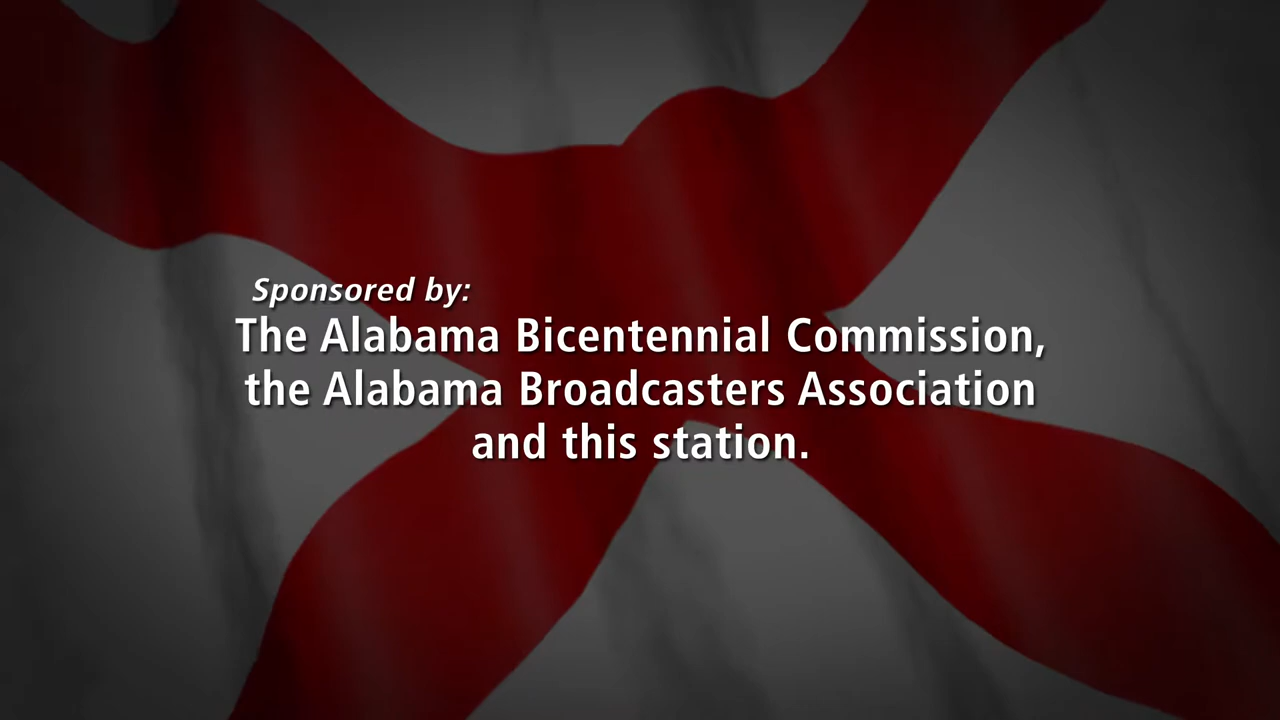 Sponsored by:
The Alabama Bicentennial Commission,
the Alabama Broadcasters Association
and this station.